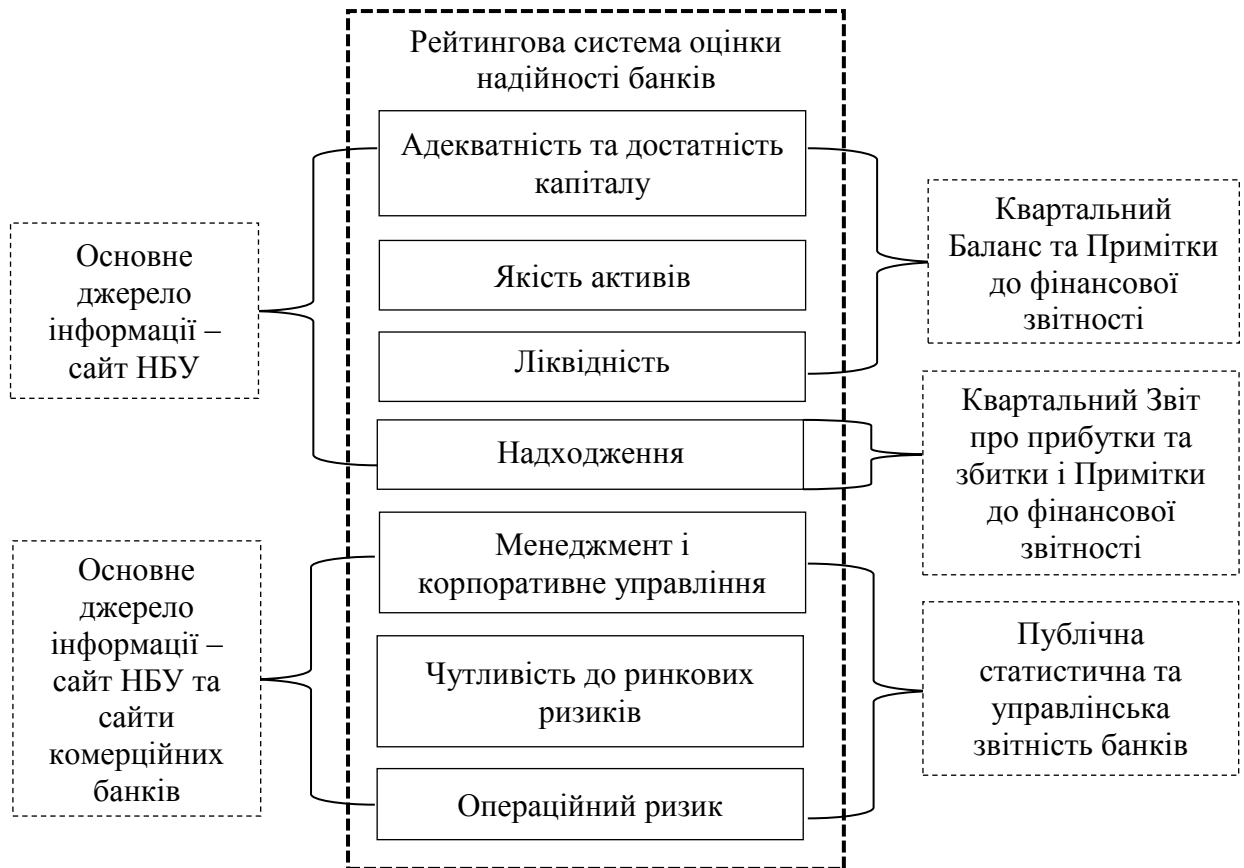 Рейтингова система оцінки
надійності банків
Адекватність та достатність
капіталу
Якість активів
Ліквідність
Надходження
Менеджмент і
корпоративне управління
Чутливість до ринкових
ризиків
Операційний ризик
Основне
джерело
інформації –
сайт НБУ
Основне
джерело
інформації –
сайт НБУ та
сайти
комерційних
банків
Квартальний
Баланс та Примітки
до фінансової
звітності
Квартальний Звіт
про прибутки та
збитки і Примітки
до фінансової
звітності
Публічна
статистична та
управлінська
звітність банків